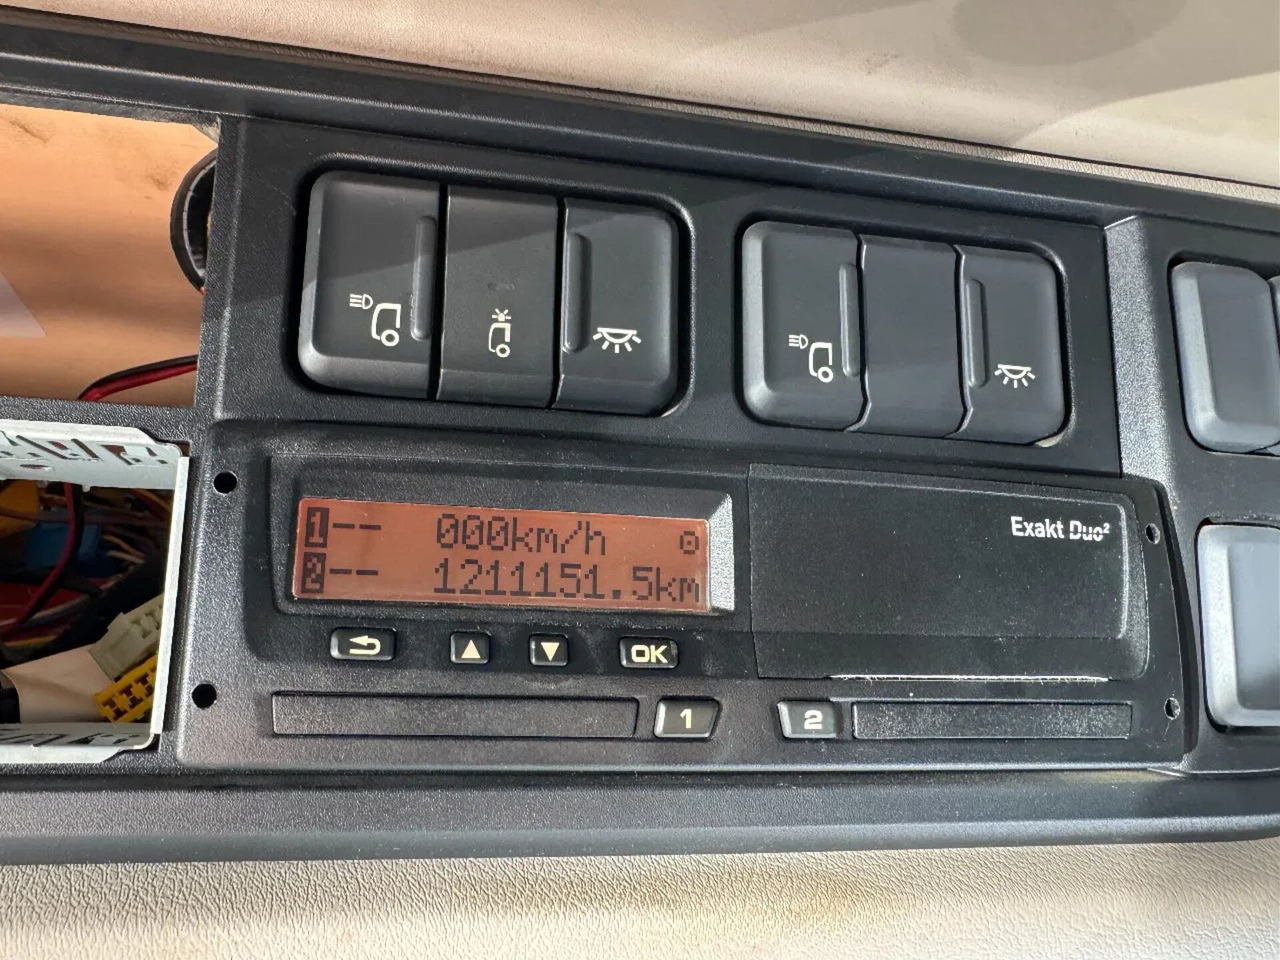 Exakt Duo²
1-- 000km/h
2-- 1211151.5km
OK
1
2